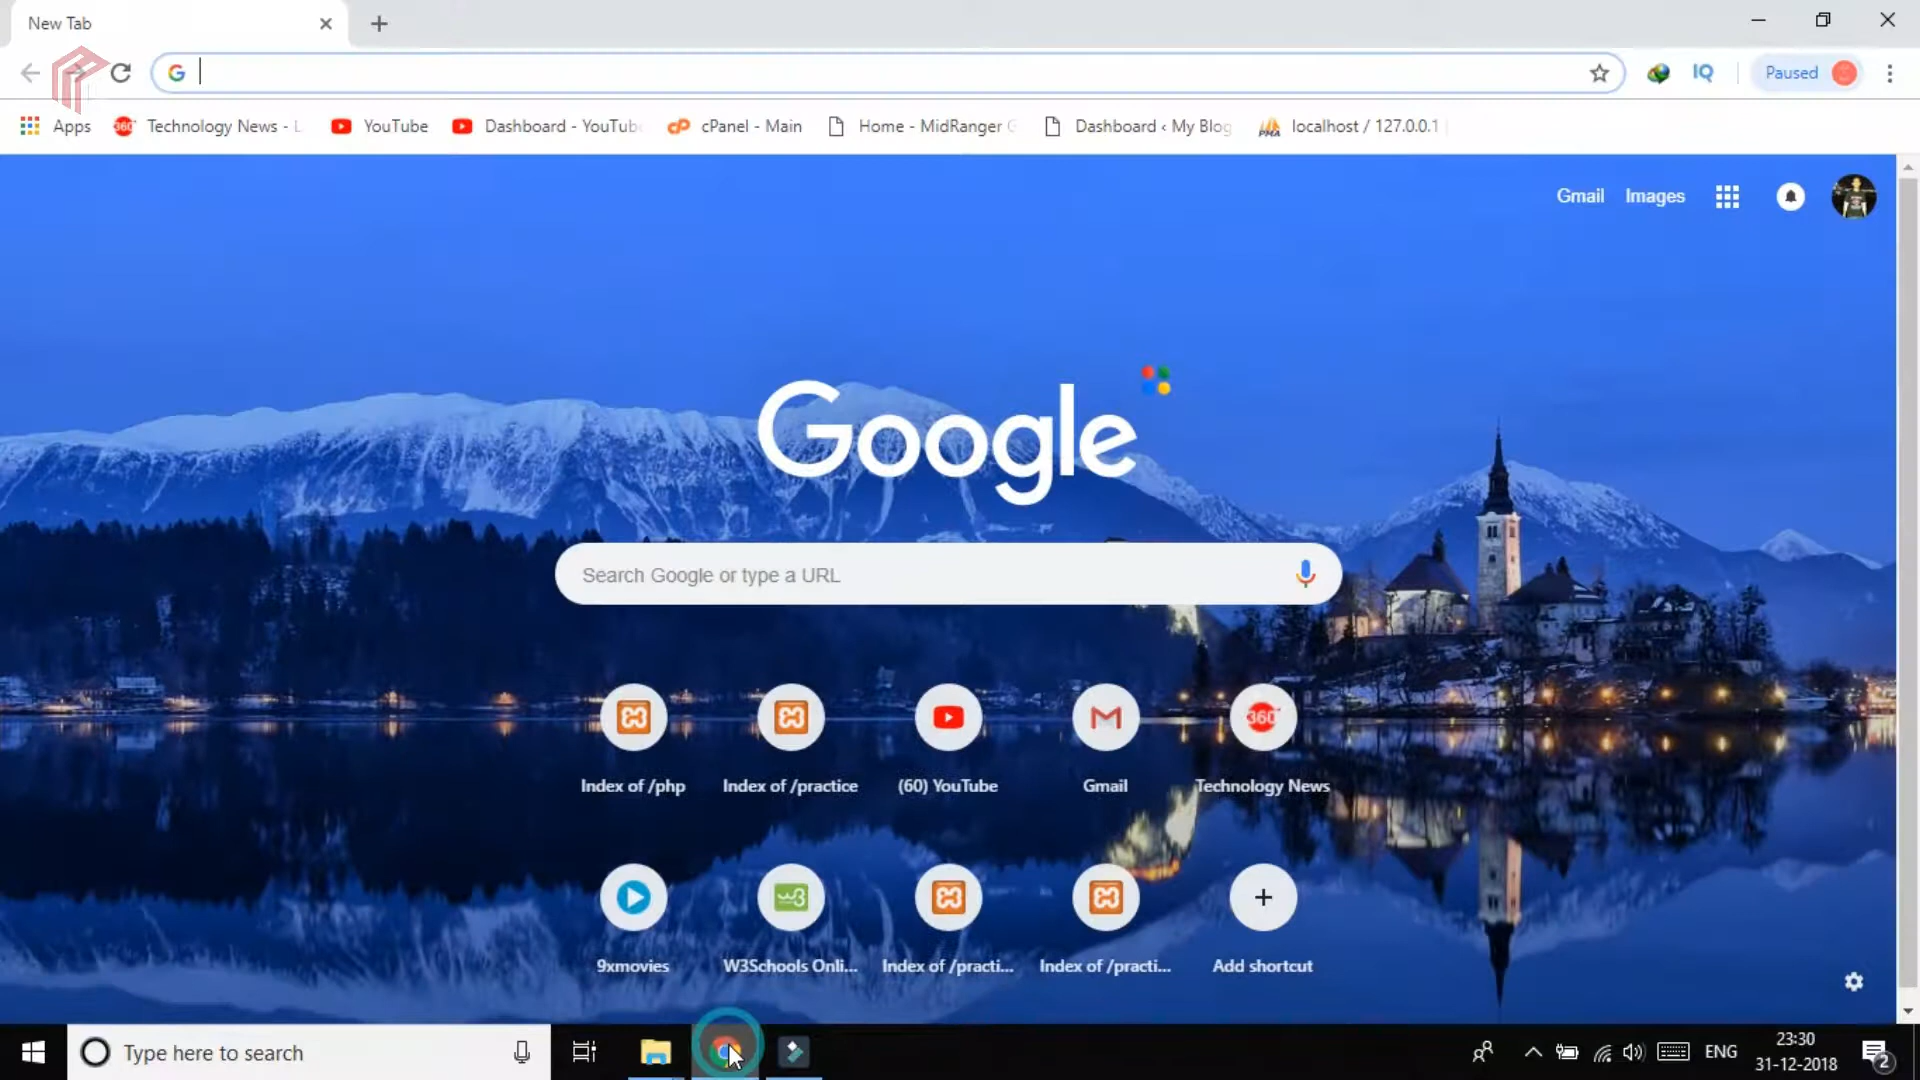 New Tab
Paused
Apps
Technology News - L
YouTube
Dashboard - YouTub
cPanel - Main
Home - MidRanger G
Dashboard ‹ My Blog
localhost / 127.0.0.1
Gmail
Images
Google
Search Google or type a URL
Index of /php
Index of /practice
(60) YouTube
Gmail
Technology News
9xmovies
W3Schools Onli...
Index of /practi...
Index of /practi...
Add shortcut
Type here to search
ENG
23:30
31-12-2018
2